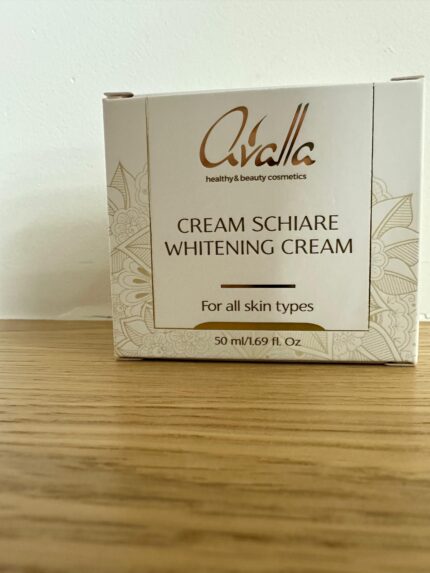 avalla
healthy & beauty cosmetics
CREAM SCHIARE
WHITENING CREAM
For all skin types
50 ml/1.69 fl. Oz